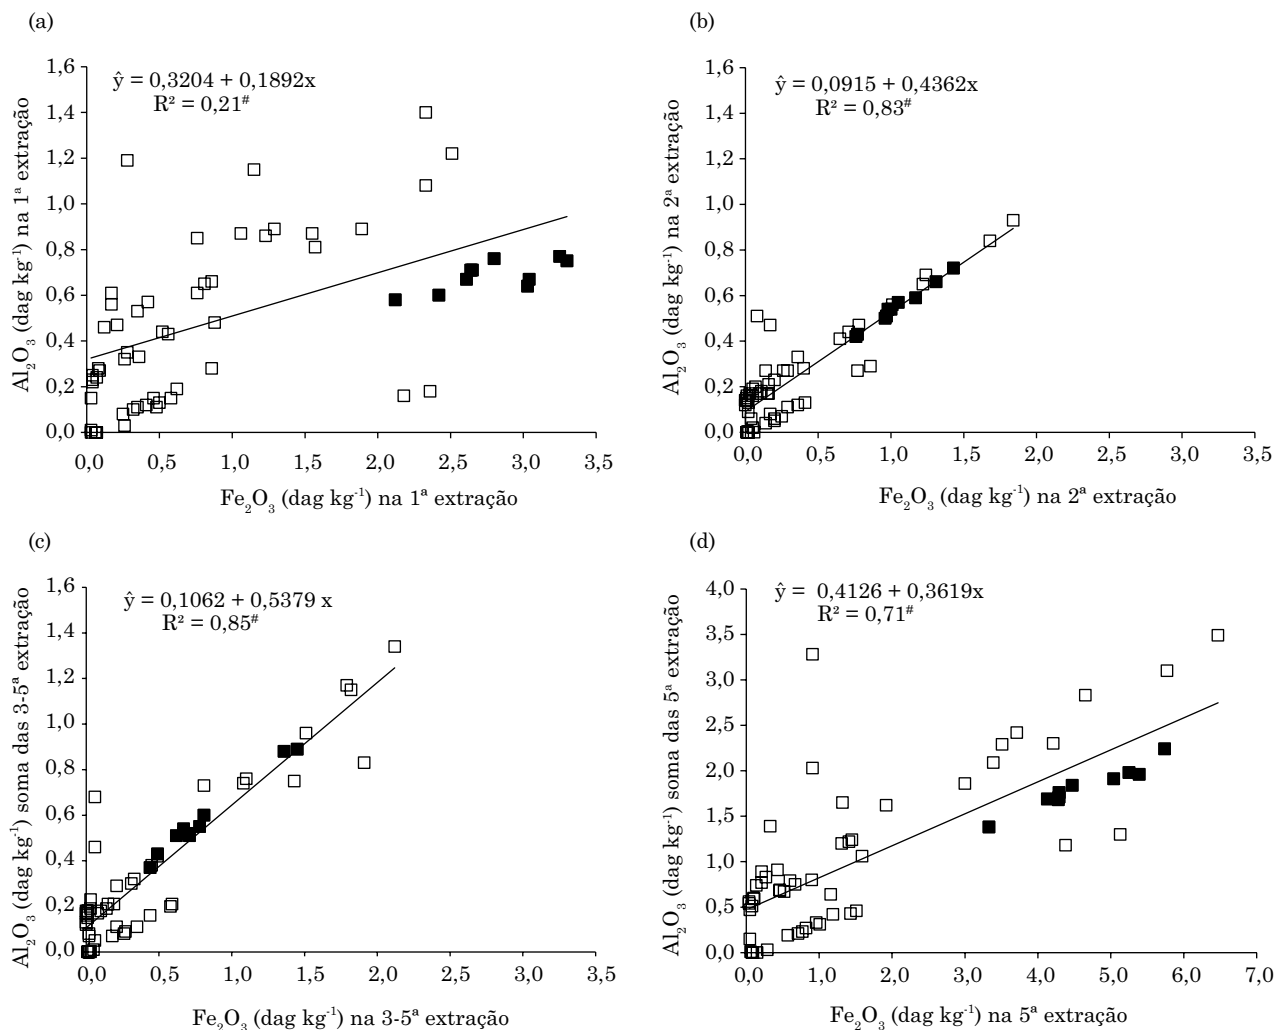 (a)
ŷ = 0,3204 + 0,1892x
R² = 0,21#
Al₂O₃ (dag kg⁻¹) na 1ª extração
1,6
1,4
1,2
1,0
0,8
0,6
0,4
0,2
0,0
0,0 0,5 1,0 1,5 2,0 2,5 3,0 3,5
Fe₂O₃ (dag kg⁻¹) na 1ª extração
(b)
ŷ = 0,0915 + 0,4362x
R² = 0,83#
Al₂O₃ (dag kg⁻¹) na 2ª extração
1,6
1,4
1,2
1,0
0,8
0,6
0,4
0,2
0,0
0,0 0,5 1,0 1,5 2,0 2,5 3,0 3,5
Fe₂O₃ (dag kg⁻¹) na 2ª extração
(c)
ŷ = 0,1062 + 0,5379 x
R² = 0,85#
Al₂O₃ (dag kg⁻¹) soma das 3-5ª extração
1,6
1,4
1,2
1,0
0,8
0,6
0,4
0,2
0,0
0,0 0,5 1,0 1,5 2,0 2,5 3,0 3,5
Fe₂O₃ (dag kg⁻¹) na 3-5ª extração
(d)
ŷ = 0,4126 + 0,3619x
R² = 0,71#
Al₂O₃ (dag kg⁻¹) soma das 5ª extração
4,0
3,5
3,0
2,5
2,0
1,5
1,0
0,5
0,0
0,0 1,0 2,0 3,0 4,0 5,0 6,0 7,0
Fe₂O₃ (dag kg⁻¹) na 5ª extração